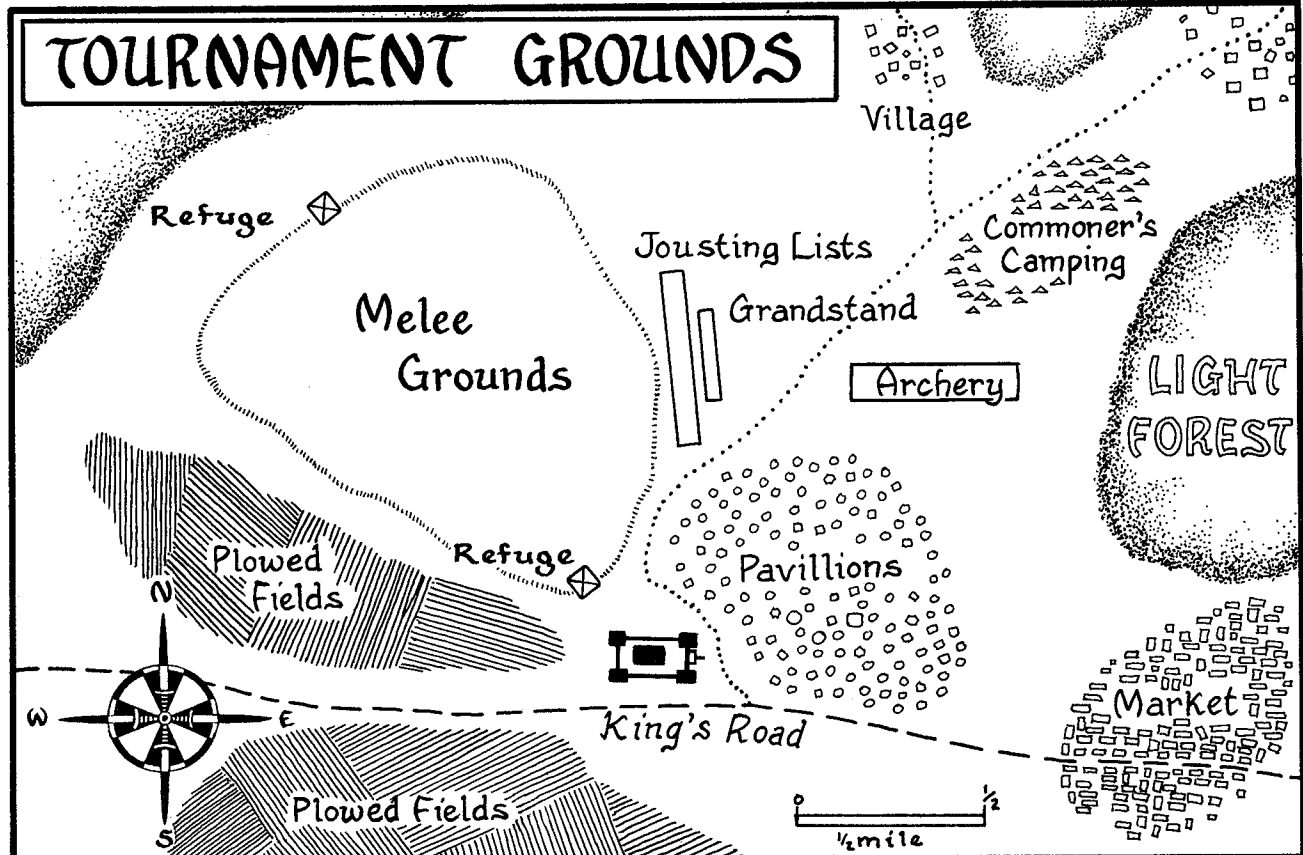 TOURNAMENT GROUNDS
Village
Refuge
Commoner's
Camping
Jousting Lists
Grandstand
Melee
Grounds
Archery
LIGHT
FOREST
Refuge
Plowed
Fields
Pavillions
N
W
E
S
King's Road
Market
Plowed Fields
0
1/2
1/2 mile